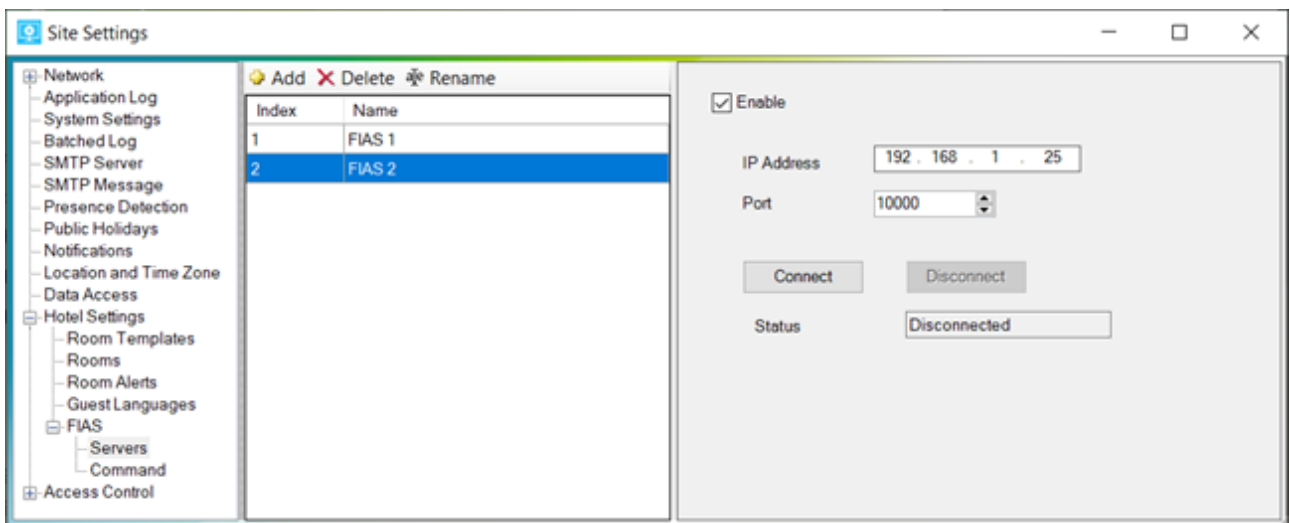 Site Settings
Network
Application Log
System Settings
Batched Log
SMTP Server
SMTP Message
Presence Detection
Public Holidays
Notifications
Location and Time Zone
Data Access
Hotel Settings
Room Templates
Rooms
Room Alerts
Guest Languages
FIAS
Servers
Command
Access Control
Add Delete Rename
Index Name
1 FIAS 1
2 FIAS 2
Enable
IP Address 192 . 168 . 1 . 25
Port 10000
Connect Disconnect
Status Disconnected